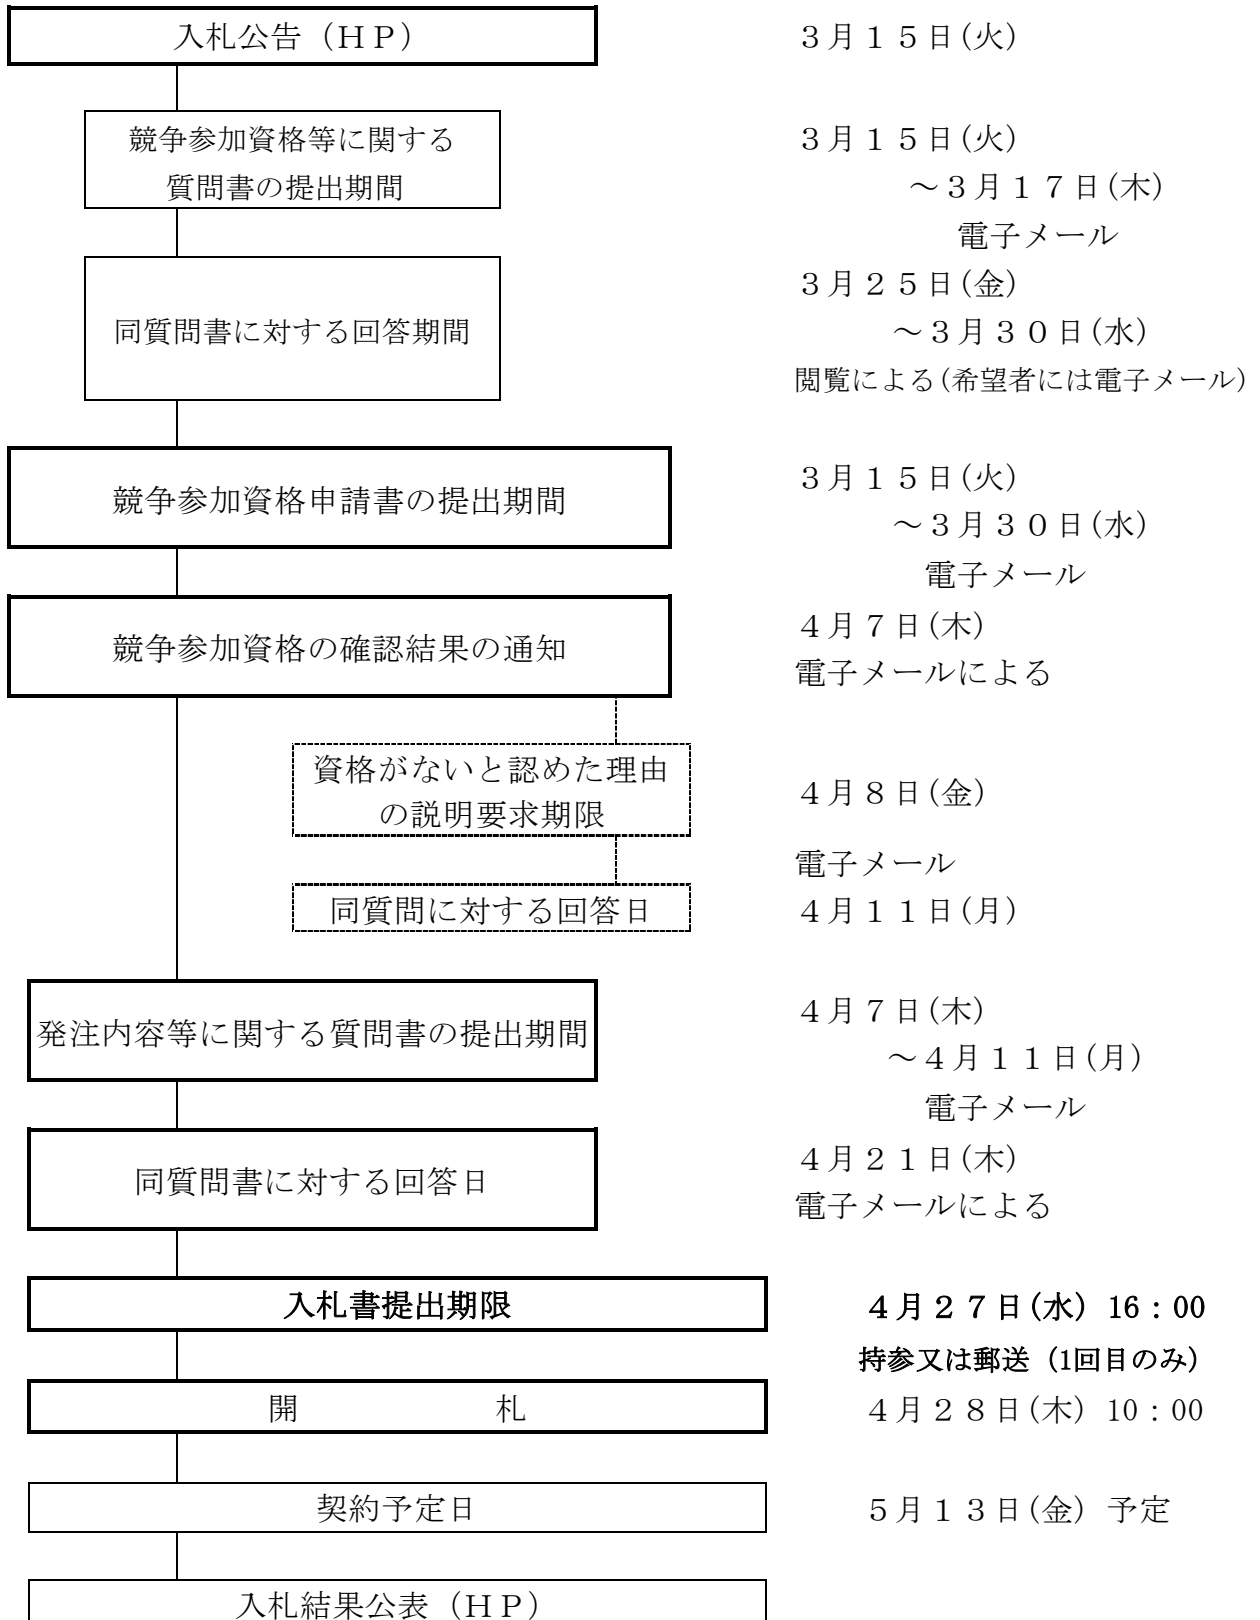 入札公告（ＨＰ）　３月１５日(火)
競争参加資格等に関する　３月１５日(火)
質問書の提出期間　～３月１７日(木)
電子メール
３月２５日(金)
同質問書に対する回答期間　～３月３０日(水)
閲覧による(希望者には電子メール)
３月１５日(火)
競争参加資格申請書の提出期間
～３月３０日(水)
電子メール
４月７日(木)
競争参加資格の確認結果の通知
電子メールによる
資格がないと認めた理由
の説明要求期限
４月８日(金)
電子メール
同質問に対する回答日　４月１１日(月)
４月７日(木)
発注内容等に関する質問書の提出期間
～４月１１日(月)
電子メール
４月２１日(木)
同質問書に対する回答日
電子メールによる
入札書提出期限　４月２７日(水) 16：00
持参又は郵送（1回目のみ）
開　札　４月２８日(木) 10：00
契約予定日　５月１３日(金) 予定
入札結果公表（ＨＰ）